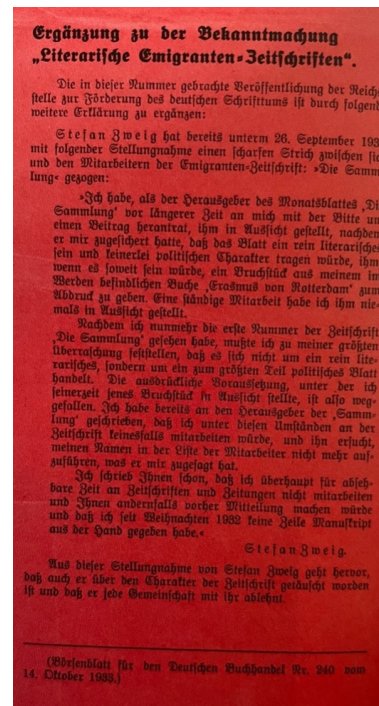 Ergänzung zu der Bekanntmachung
„Literarische Emigranten-Zeitschriften“.
Die in dieser Nummer gebrachte Veröffentlichung der Reichs-
stelle zur Förderung des deutschen Schrifttums ist durch folgend
weitere Erklärung zu ergänzen:
Stefan Zweig hat bereits unterm 26. September 193
mit folgender Stellungnahme einen scharfen Strich zwischen sich
und den Mitarbeitern der Emigranten-Zeitschrift: »Die Samm
lung« gezogen:
»Ich habe, als der Herausgeber des Monatsblattes ‚Di
Sammlung‘ vor längerer Zeit an mich mit der Bitte un
einen Beitrag herantrat, ihm in Aussicht gestellt, nachden
er mir zugesichert hatte, daß das Blatt ein rein literarisches
sein und keinerlei politischen Charakter tragen würde, ihm
wenn es soweit sein würde, ein Bruchstück aus meinem im
Werden befindlichen Buche ‚Erasmus von Rotterdam‘ zum
Abdruck zu geben. Eine ständige Mitarbeit habe ich ihm nie-
mals in Aussicht gestellt.
Nachdem ich nunmehr die erste Nummer der Zeitschrift
‚Die Sammlung‘ gesehen habe, mußte ich zu meiner größten
Überraschung feststellen, daß es sich nicht um ein rein lite-
rarisches, sondern um ein zum größten Teil politisches Blatt
handelt. Die ausdrückliche Voraussetzung, unter der ich
seinerzeit jenes Bruchstück in Aussicht stellte, ist also weg-
gefallen. Ich habe bereits an den Herausgeber der ‚Samm-
lung‘ geschrieben, daß ich unter diesen Umständen an der
Zeitschrift keinesfalls mitarbeiten würde, und ihn ersucht,
meinen Namen in der Liste der Mitarbeiter nicht mehr auf-
zuführen, was er mir zugesagt hat.
Ich schrieb Ihnen schon, daß ich überhaupt für abseh-
bare Zeit an Zeitschriften und Zeitungen nicht mitarbeiten
und Ihnen andernfalls vorher Mitteilung machen würde
und daß ich seit Weihnachten 1932 keine Zeile Manuskript
aus der Hand gegeben habe.«
Stefan Zweig.
Aus dieser Stellungnahme von Stefan Zweig geht hervor,
daß auch er über den Charakter der Zeitschrift getäuscht worden
ist und daß er jede Gemeinschaft mit ihr ablehnt.
(Börsenblatt für den Deutschen Buchhandel Nr. 240 vom
14. Oktober 1933.)